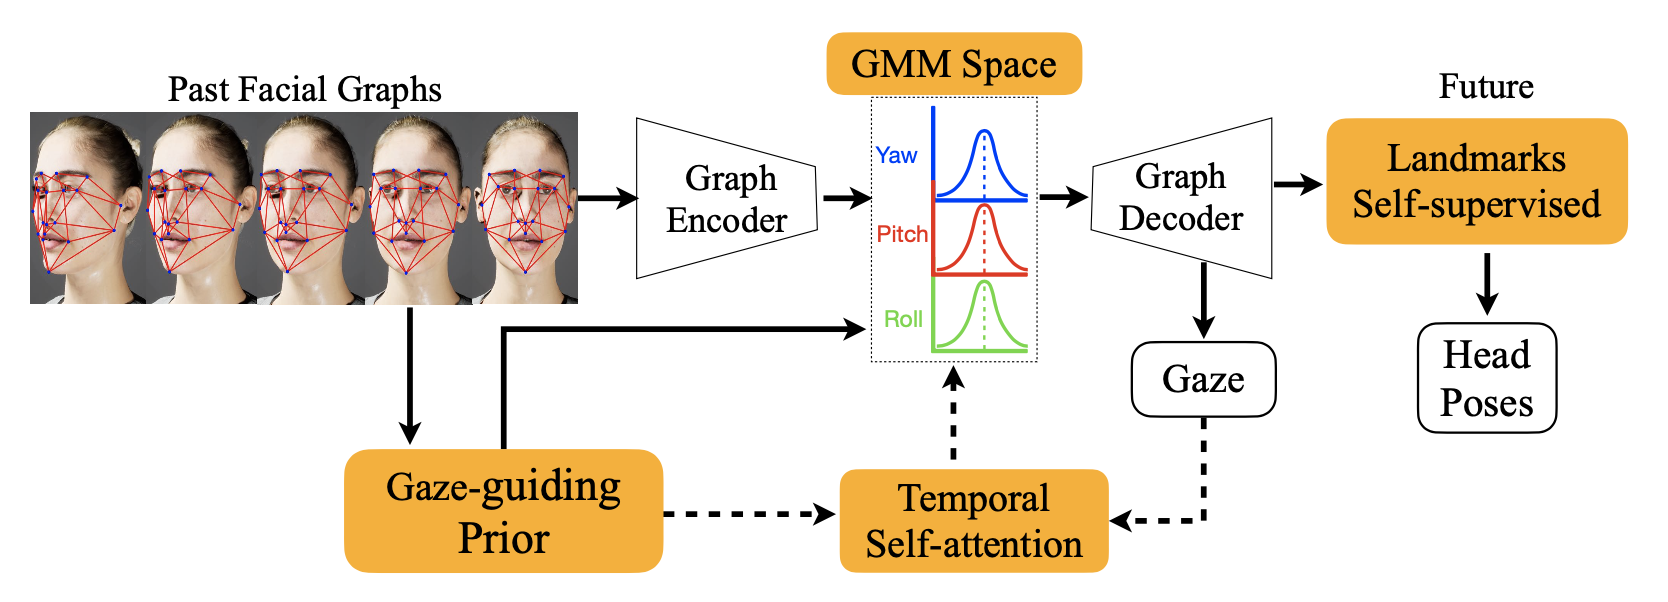 Past Facial Graphs
Graph
Encoder
GMM Space
Yaw
Pitch
Roll
Graph
Decoder
Future
Landmarks
Self-supervised
Head
Poses
Gaze
Gaze-guiding
Prior
Temporal
Self-attention